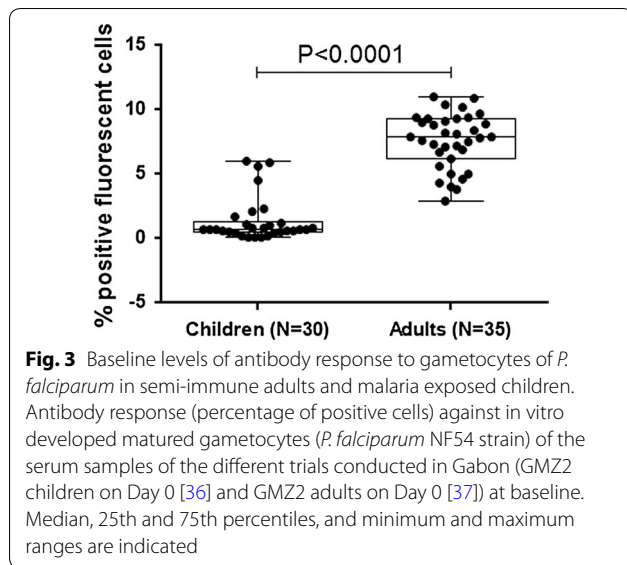 P<0.0001
15
10
5
0
-5
% positive fluorescent cells
Children (N=30)
Adults (N=35)
Fig. 3 Baseline levels of antibody response to gametocytes of P.
falciparum in semi-immune adults and malaria exposed children.
Antibody response (percentage of positive cells) against in vitro
developed matured gametocytes (P. falciparum NF54 strain) of the
serum samples of the different trials conducted in Gabon (GMZ2
children on Day 0 [36] and GMZ2 adults on Day 0 [37]) at baseline.
Median, 25th and 75th percentiles, and minimum and maximum
ranges are indicated